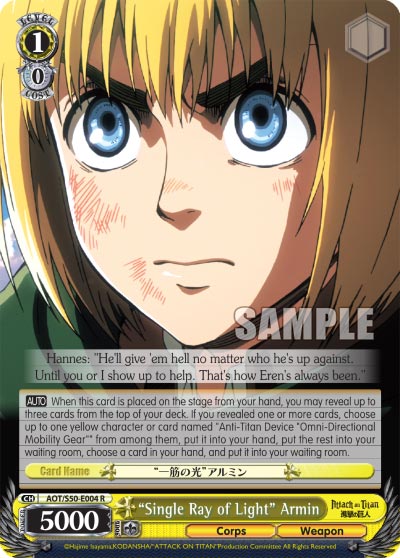 LEVEL
1
0
COST
SAMPLE
Hannes: "He'll give 'em hell no matter who he's up against.
Until you or I show up to help. That's how Eren's always been."
AUTO When this card is placed on the stage from your hand, you may reveal up to
three cards from the top of your deck. If you revealed one or more cards, choose
up to one yellow character or card named "Anti-Titan Device "Omni-Directional
Mobility Gear"" from among them, put it into your hand, put the rest into your
waiting room, choose a card in your hand, and put it into your waiting room.
Card Name
“一筋の光”アルミン
CH AOT/S50-E004 R
“Single Ray of Light” Armin
Attack on Titan
進撃の巨人
POWER
5000
SOUL
Corps
Weapon
©Hajime Isayama,KODANSHA/"ATTACK ON TITAN"Production Committee All Rights Reserved